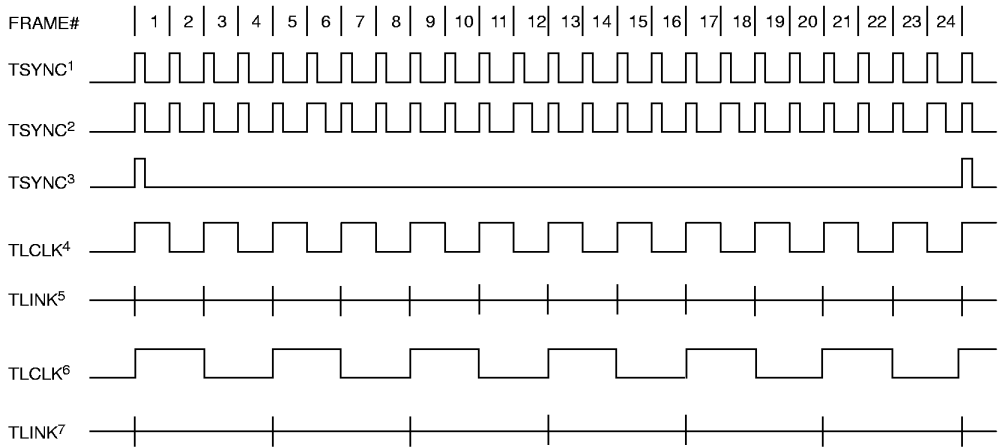 FRAME# 1 2 3 4 5 6 7 8 9 10 11 12 13 14 15 16 17 18 19 20 21 22 23 24
TSYNC¹
TSYNC²
TSYNC³
TLCLK⁴
TLINK⁵
TLCLK⁶
TLINK⁷